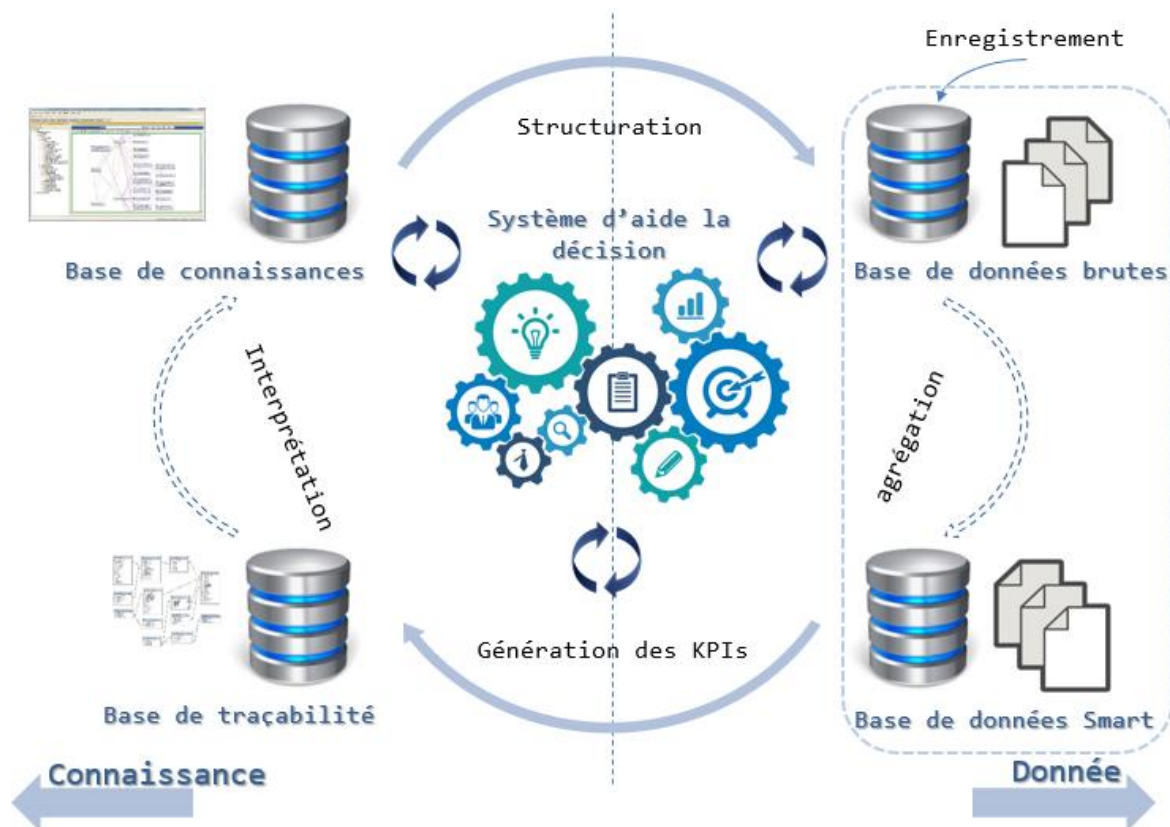 Enregistrement
Structuration
Système d’aide la
décision
Base de connaissances
Base de données brutes
Interprétation
agrégation
Génération des KPIs
Base de traçabilité
Base de données Smart
Connaissance
Donnée